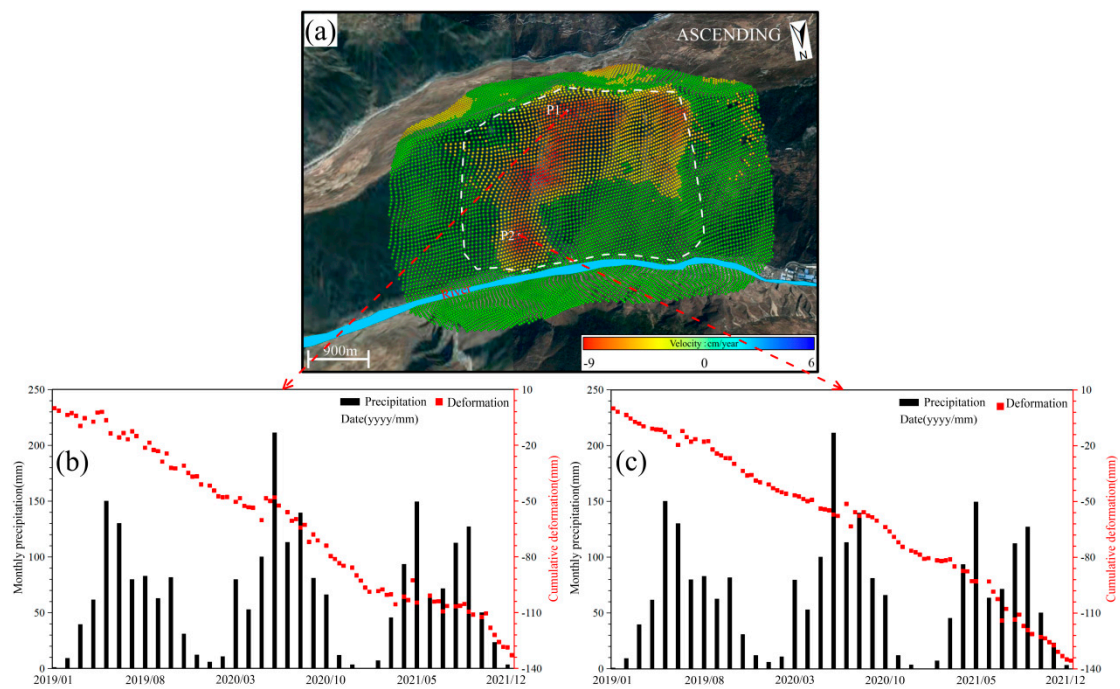 (a)
ASCENDING
N
P1
P2
River
900m
Velocity : cm/year
-9 0 6
250
200
150
100
50
0
Monthly precipitation(mm)
(b)
Precipitation Deformation
Date(yyyy/mm)
10
-20
-50
-80
-110
-140
Cumulative deformation(mm)
2019/01 2019/08 2020/03 2020/10 2021/05 2021/12
250
200
150
100
50
0
Monthly precipitation(mm)
(c)
Precipitation Deformation
Date(yyyy/mm)
10
-20
-50
-80
-110
-140
Cumulative deformation(mm)
2019/01 2019/08 2020/03 2020/10 2021/05 2021/12